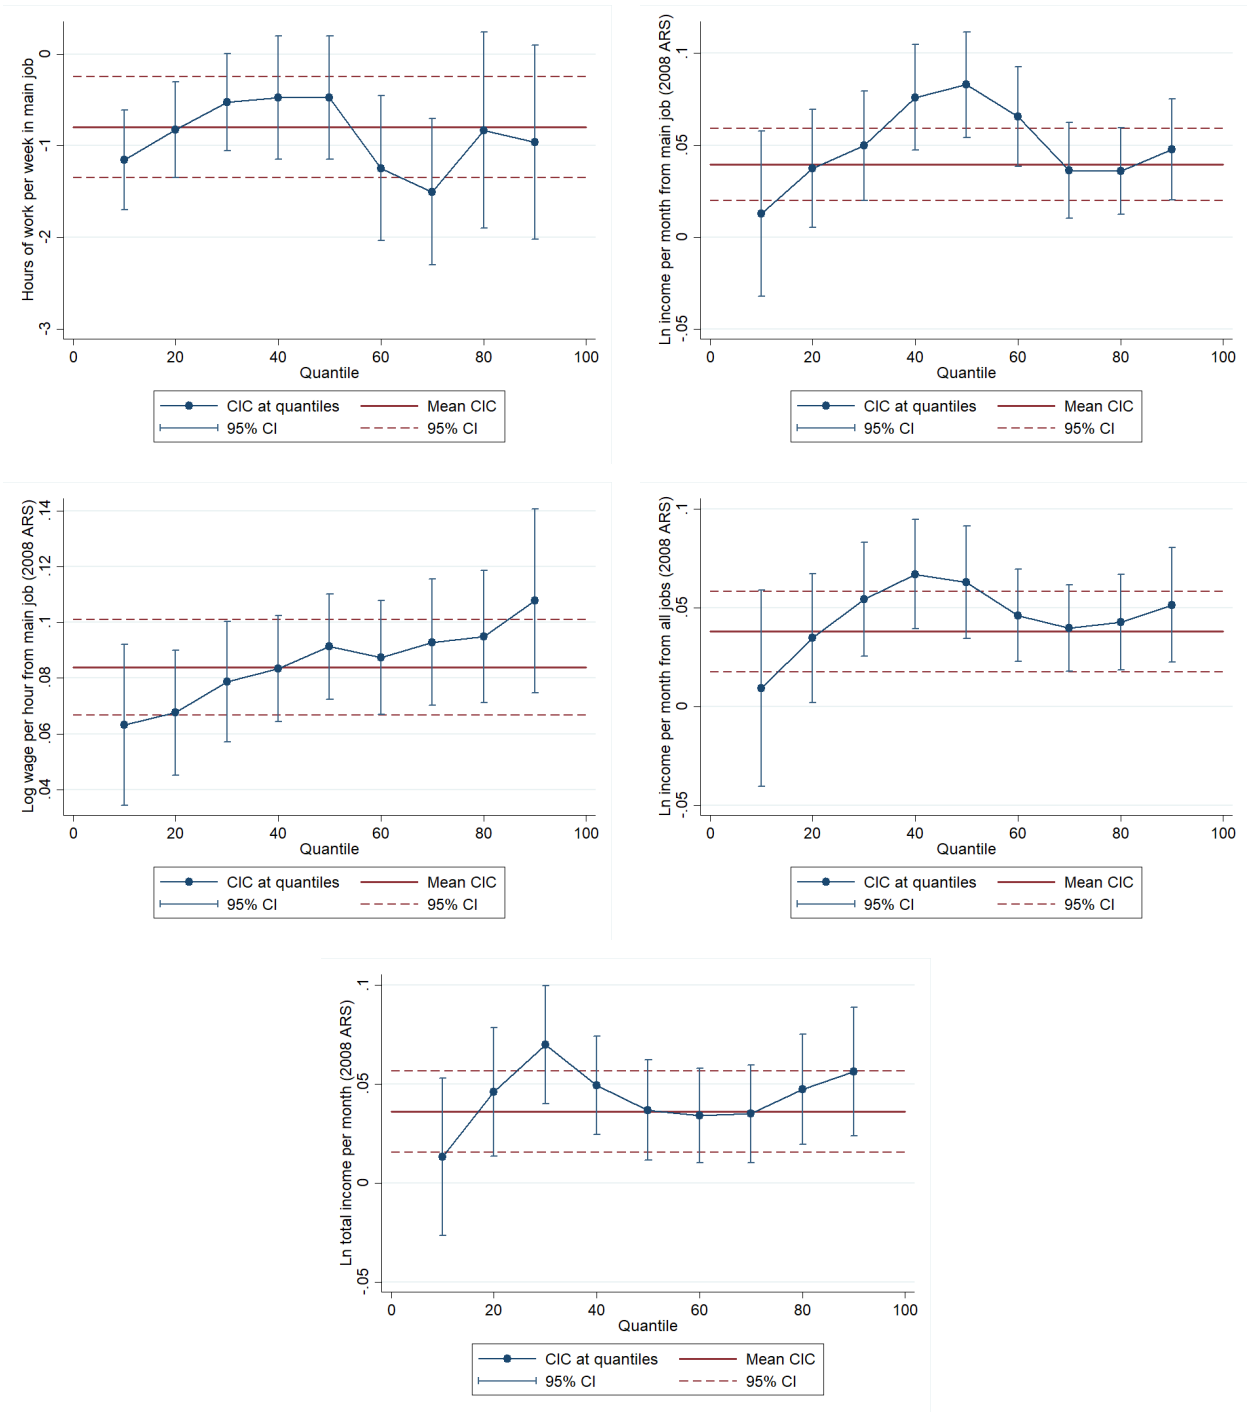 Hours of work per week in main job
0
-1
-2
-3
0 20 40 60 80 100
Quantile
CIC at quantiles Mean CIC
95% CI 95% CI
Ln income per month from main job (2008 ARS)
.1
.05
0
-.05
0 20 40 60 80 100
Quantile
CIC at quantiles Mean CIC
95% CI 95% CI
Log wage per hour from main job (2008 ARS)
.14
.12
.1
.08
.06
.04
0 20 40 60 80 100
Quantile
CIC at quantiles Mean CIC
95% CI 95% CI
Ln income per month from all jobs (2008 ARS)
.1
.05
0
-.05
0 20 40 60 80 100
Quantile
CIC at quantiles Mean CIC
95% CI 95% CI
Ln total income per month (2008 ARS)
.1
.05
0
-.05
0 20 40 60 80 100
Quantile
CIC at quantiles Mean CIC
95% CI 95% CI